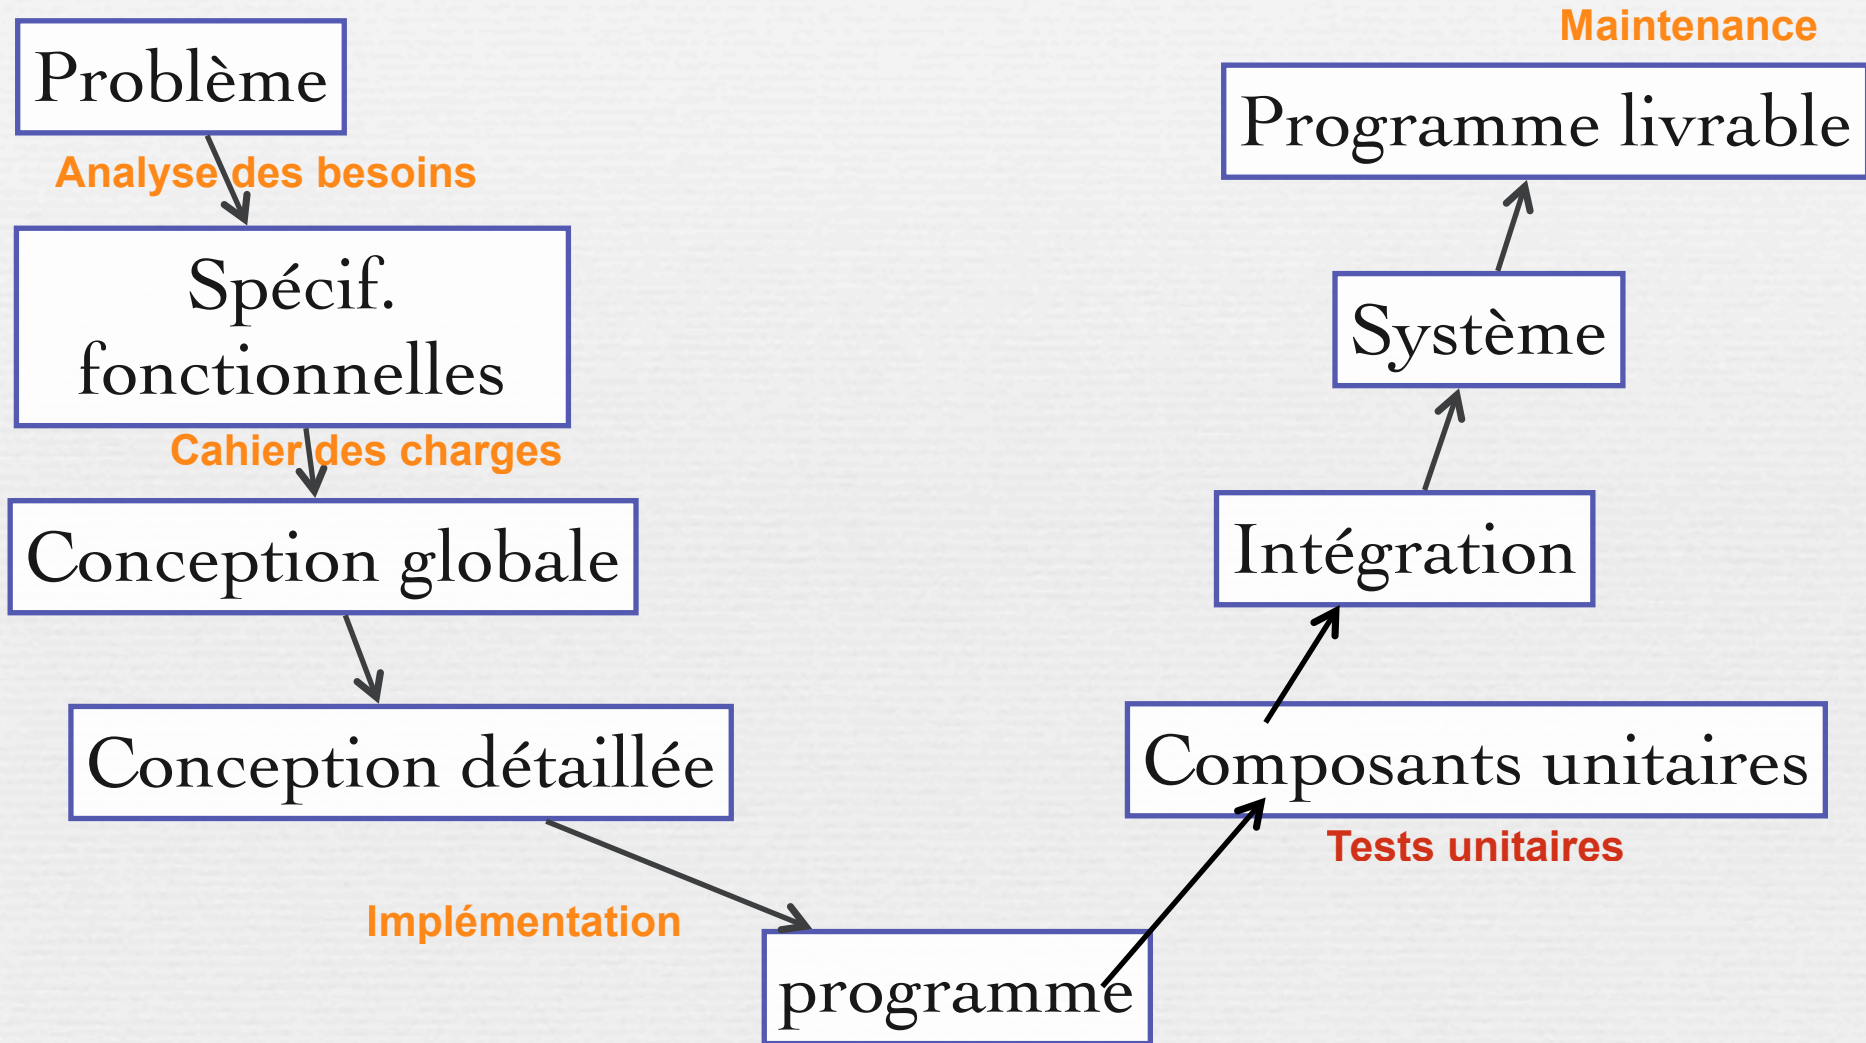 Problème
Analyse des besoins
Spécif.
fonctionnelles
Cahier des charges
Conception globale
Conception détaillée
Implémentation
programme
Composants unitaires
Tests unitaires
Intégration
Système
Programme livrable
Maintenance